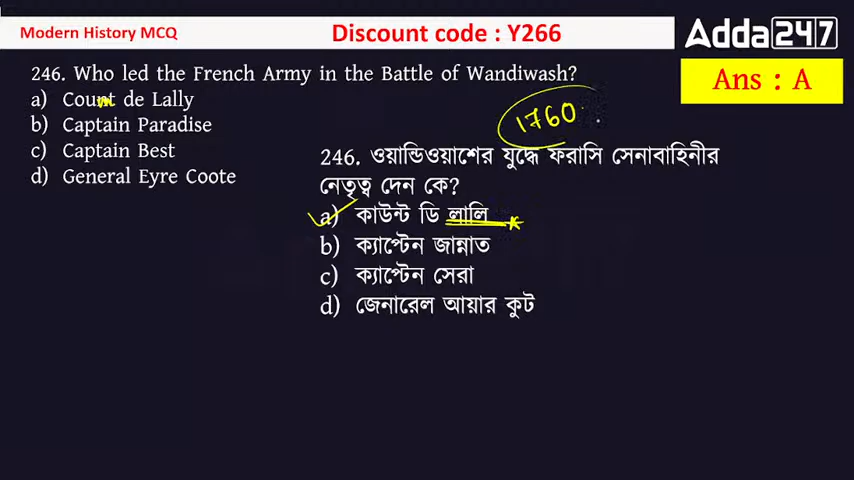 Modern History MCQ
Discount code : Y266
Adda247
Ans : A
246. Who led the French Army in the Battle of Wandiwash?
a) Count de Lally
b) Captain Paradise
c) Captain Best
d) General Eyre Coote
1760
246. ওয়ান্ডিওয়াশের যুদ্ধে ফরাসি সেনাবাহিনীর
নেতৃত্ব দেন কে?
a) কাউন্ট ডি লালি
b) ক্যাপ্টেন জান্নাত
c) ক্যাপ্টেন সেরা
d) জেনারেল আয়ার কুট